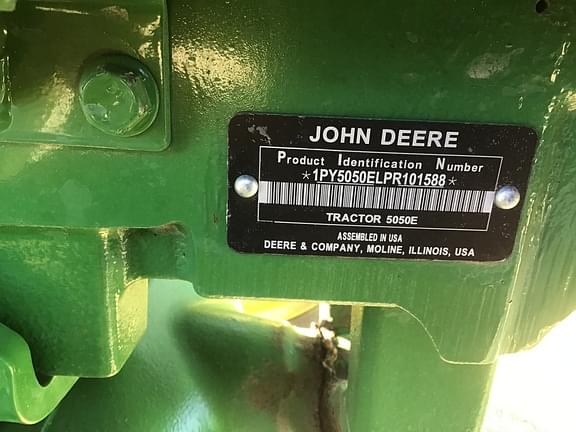 JOHN DEERE
Product Identification Number
*1PY5050ELPR101588*
TRACTOR 5050E
ASSEMBLED IN USA
DEERE & COMPANY, MOLINE, ILLINOIS, USA